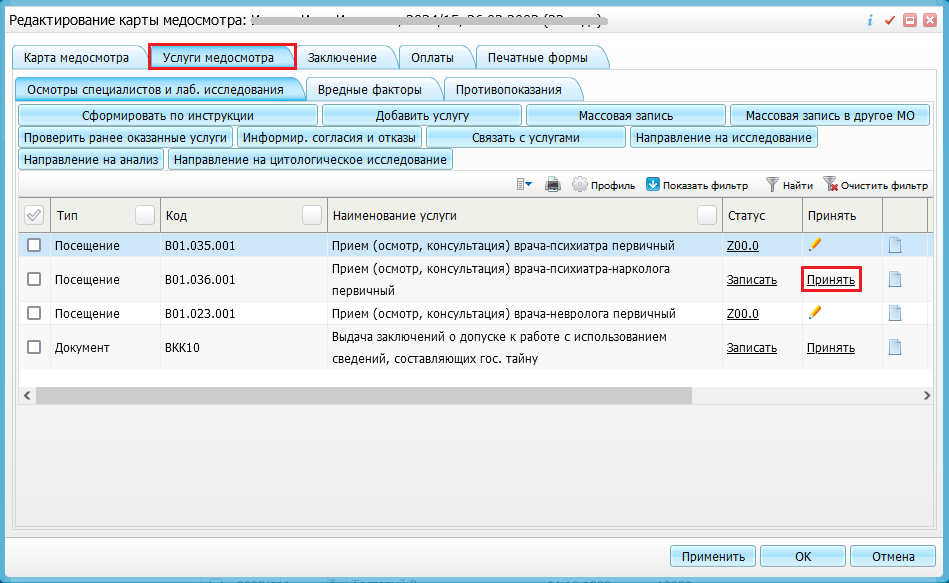 Редактирование карты медосмотра:
Карта медосмотра Услуги медосмотра Заключение Оплаты Печатные формы
Осмотры специалистов и лаб. исследования Вредные факторы Противопоказания
Сформировать по инструкции Добавить услугу Массовая запись Массовая запись в другое МО
Проверить ранее оказанные услуги Информир. согласия и отказы Связать с услугами Направление на исследование
Направление на анализ Направление на цитологическое исследование
Профиль Показать фильтр Найти Очистить фильтр
Тип Код Наименование услуги Статус Принять
Посещение B01.035.001 Прием (осмотр, консультация) врача-психиатра первичный Z00.0
Посещение B01.036.001 Прием (осмотр, консультация) врача-психиатра-нарколога
первичный Записать Принять
Посещение B01.023.001 Прием (осмотр, консультация) врача-невролога первичный Z00.0
Документ ВКК10 Выдача заключений о допуске к работе с использованием
сведений, составляющих гос. тайну Записать Принять
Применить ОК Отмена